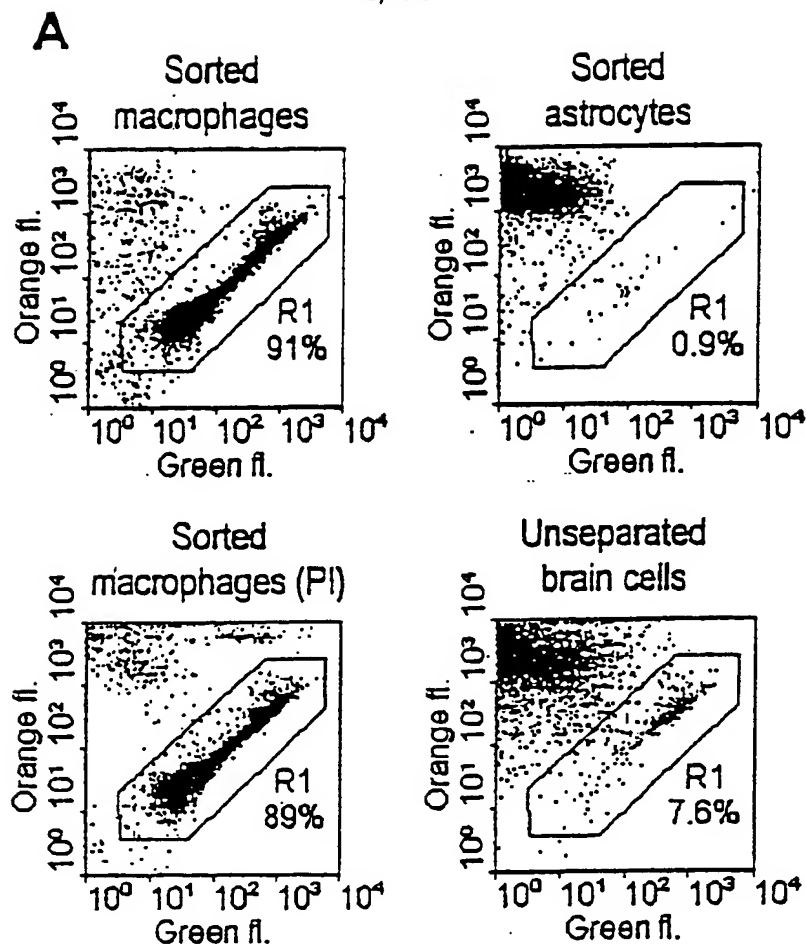 A
Sorted
macrophages
Orange fl.
10⁰ 10¹ 10² 10³ 10⁴
R1
91%
10⁰ 10¹ 10² 10³ 10⁴
Green fl.
Sorted
astrocytes
Orange fl.
10⁰ 10¹ 10² 10³ 10⁴
R1
0.9%
10⁰ 10¹ 10² 10³ 10⁴
Green fl.
Sorted
macrophages (PI)
Orange fl.
10⁰ 10¹ 10² 10³ 10⁴
R1
89%
10⁰ 10¹ 10² 10³ 10⁴
Green fl.
Unseparated
brain cells
Orange fl.
10⁰ 10¹ 10² 10³ 10⁴
R1
7.6%
10⁰ 10¹ 10² 10³ 10⁴
Green fl.